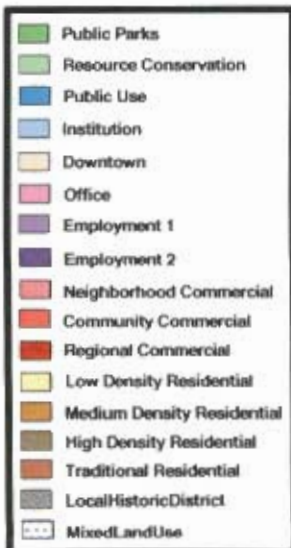 Public Parks
Resource Conservation
Public Use
Institution
Downtown
Office
Employment 1
Employment 2
Neighborhood Commercial
Community Commercial
Regional Commercial
Low Density Residential
Medium Density Residential
High Density Residential
Traditional Residential
LocalHistoricDistrict
MixedLandUse